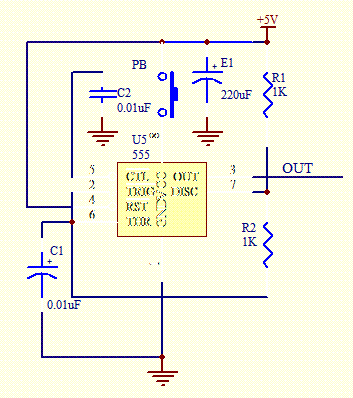 +5V
PB
E1
+
220uF
R1
1K
C2
0.01uF
U5
555
5
CTL
OUT
3
OUT
2
TRIG
DISC
7
4
RST
6
THR
R2
1K
C1
+
0.01uF